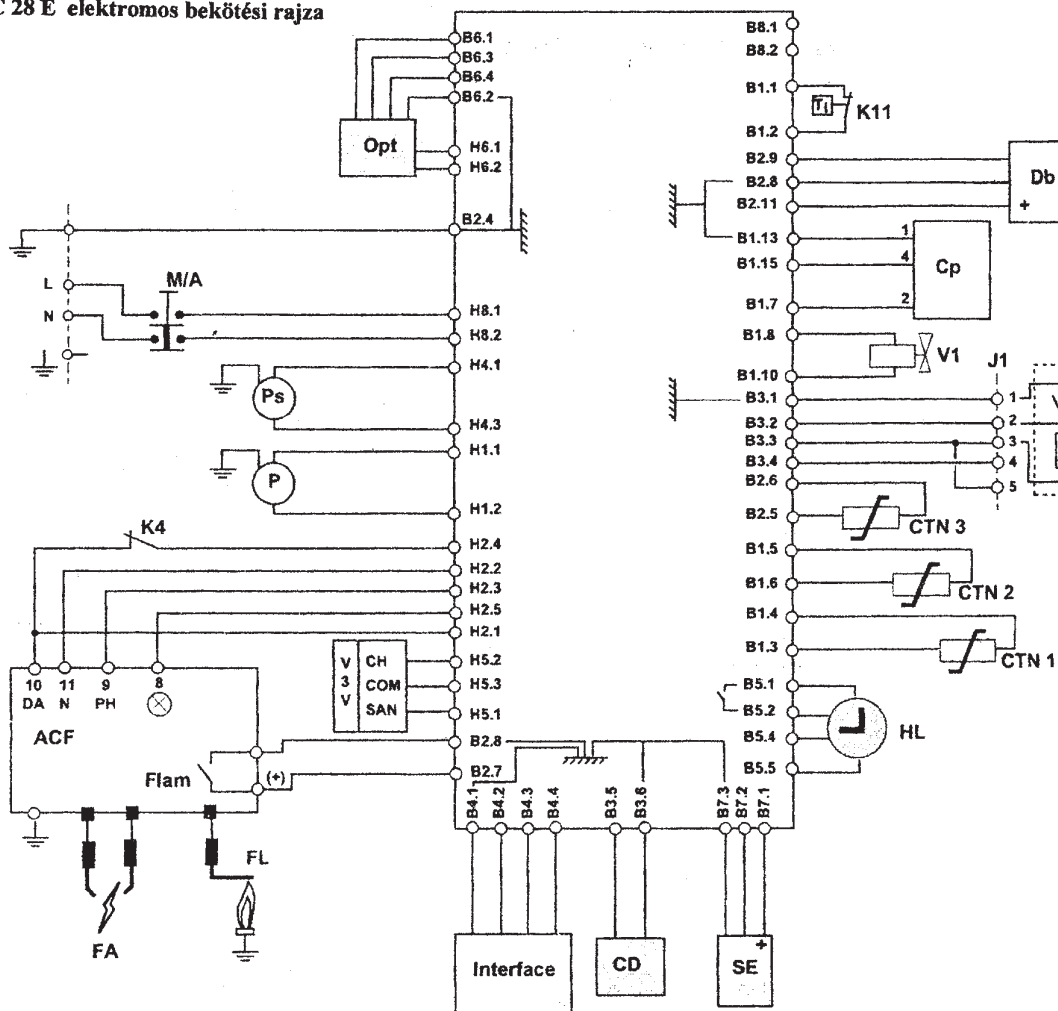 C 28 E elektromos bekötési rajza
B6.1
B6.3
B6.4
B6.2
Opt
H6.1
H6.2
B2.4
L
N
M/A
H8.1
H8.2
H4.1
Ps
H4.3
H1.1
P
H1.2
K4
H2.4
H2.2
H2.3
H2.5
H2.1
V 3 V
CH
COM
SAN
H5.2
H5.3
H5.1
10 11 9 8
DA N PH
ACF
Flam
(+)
B2.8
B2.7
FL
FA
B4.1
B4.2
B4.3
B4.4
B3.5
B3.6
B7.3
B7.2
B7.1
Interface
CD
SE
+
B8.1
B8.2
B1.1
T
K11
B1.2
B2.9
B2.8
B2.11
Db
+
B1.13
B1.15
B1.7
1
4
2
Cp
B1.8
V1
B1.10
J1
B3.1
B3.2
B3.3
B3.4
1
2
3
4
5
V
B2.6
B2.5
CTN 3
B1.5
B1.6
CTN 2
B1.4
B1.3
CTN 1
B5.1
B5.2
B5.4
B5.5
HL